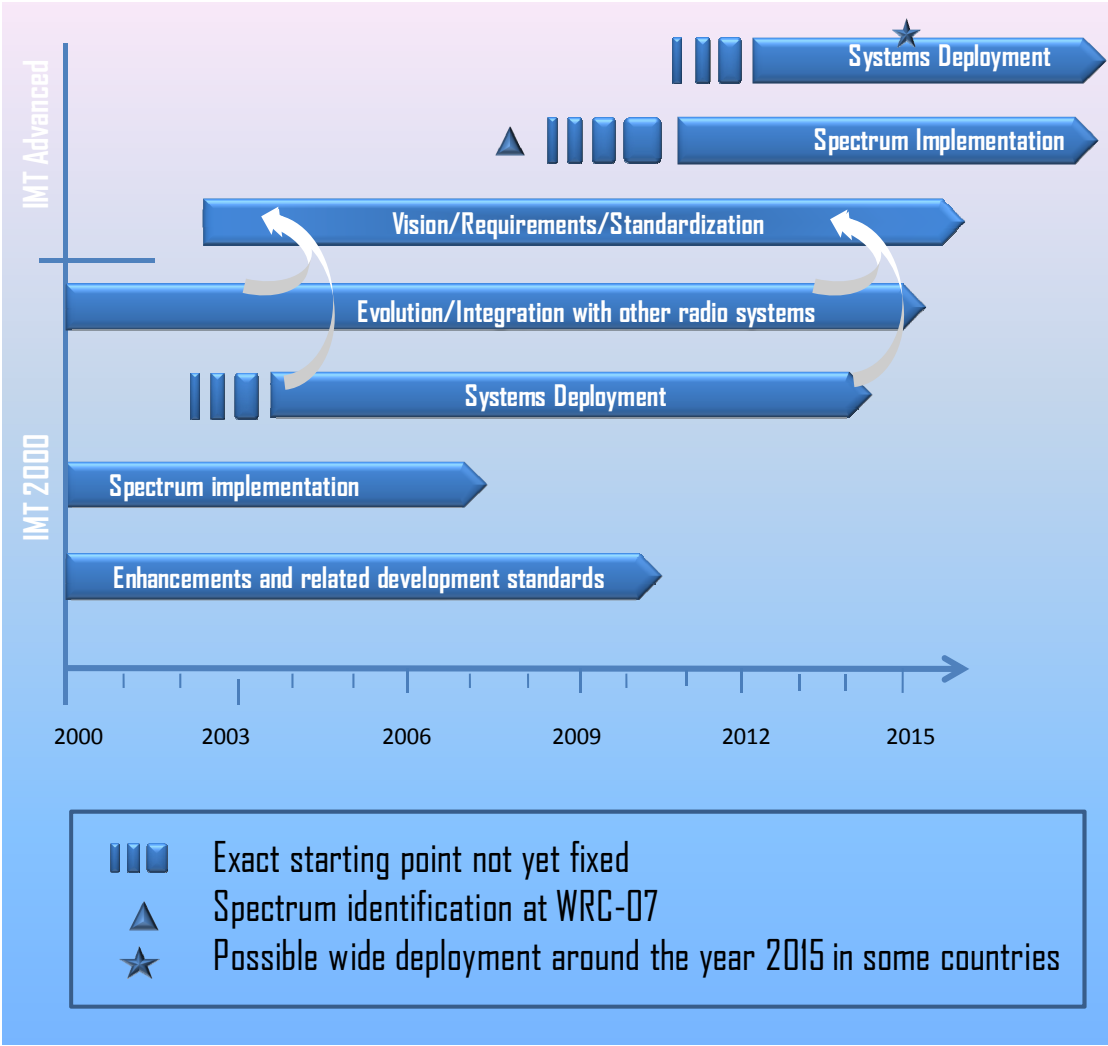 IMT Advanced
Systems Deployment
Spectrum Implementation
Vision/Requirements/Standardization
IMT 2000
Evolution/Integration with other radio systems
Systems Deployment
Spectrum implementation
Enhancements and related development standards
2000 2003 2006 2009 2012 2015
Exact starting point not yet fixed
Spectrum identification at WRC-07
Possible wide deployment around the year 2015 in some countries